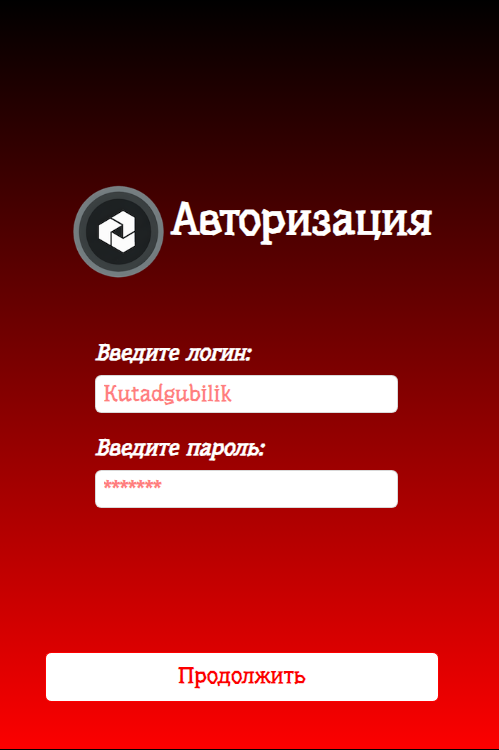 Авторизация
Введите логин:
Kutadgubilik
Введите пароль:
*******
Продолжить